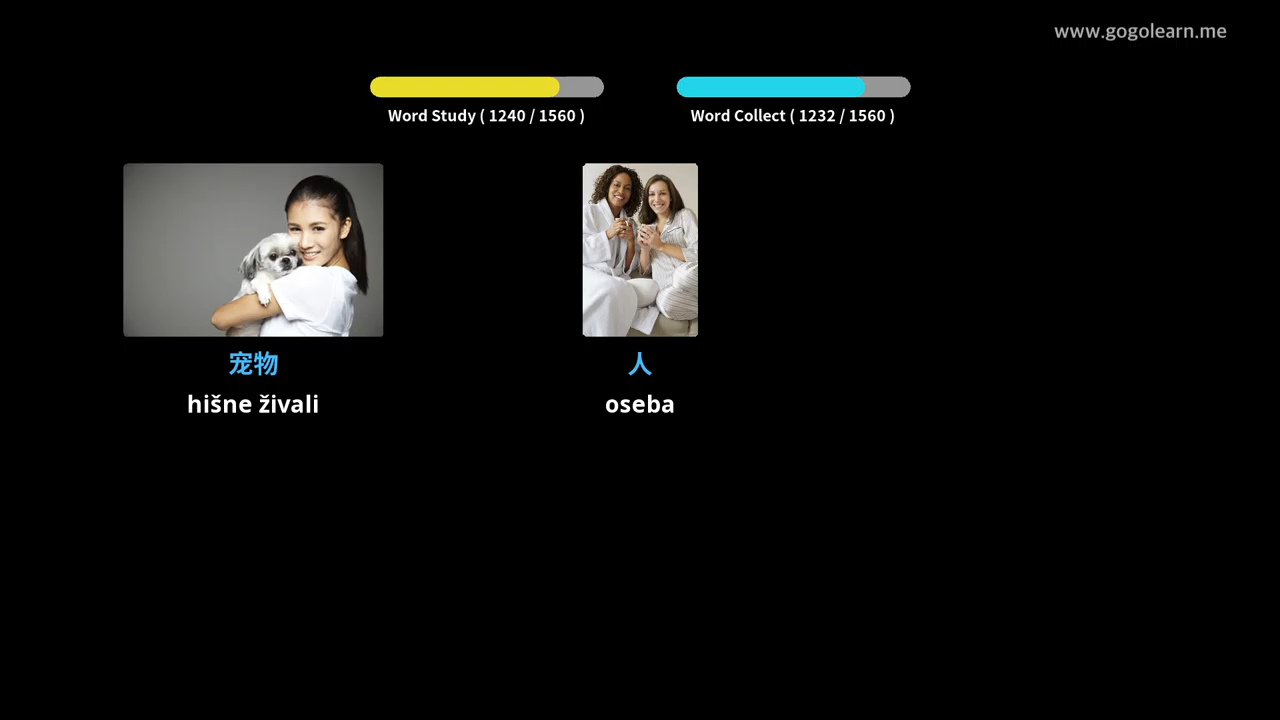 www.gogolearn.me
Word Study ( 1240 / 1560 )
Word Collect ( 1232 / 1560 )
宠物
人
hišne živali
oseba